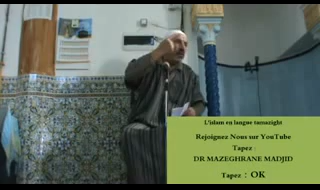 L'islam en langue tamazight
Rejoignez Nous sur YouTube
Tapez :
DR MAZEGHRANE MADJID
Tapez : OK